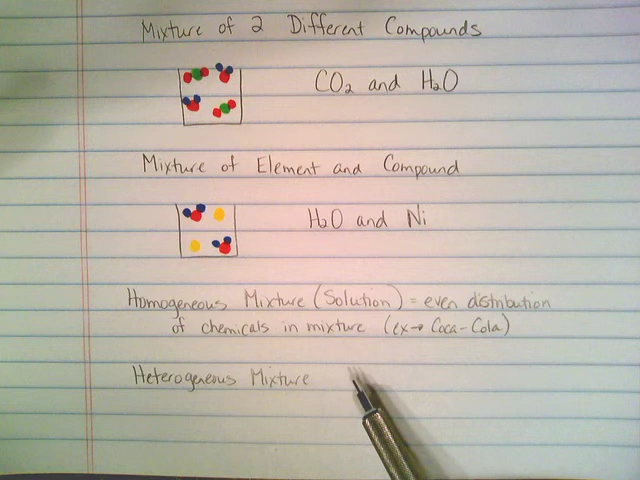 Mixture of 2 Different Compounds
CO₂ and H₂O
Mixture of Element and Compound
H₂O and Ni
Homogeneous Mixture (Solution) = even distribution
of chemicals in mixture (ex→ Coca-Cola)
Heterogeneous Mixture